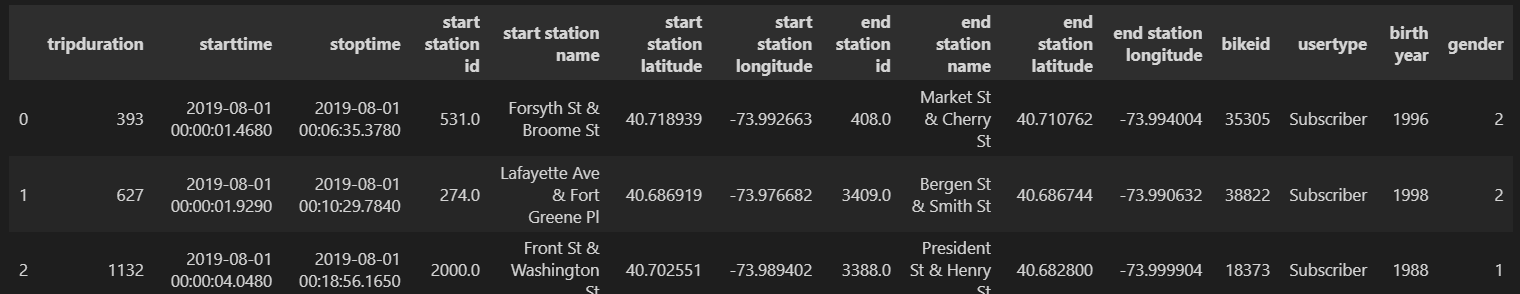 tripduration starttime stoptime start station id start station name start station latitude start station longitude end station id end station name end station latitude end station longitude bikeid usertype birth year gender
0 393 2019-08-01 00:00:01.4680 2019-08-01 00:06:35.3780 531.0 Forsyth St & Broome St 40.718939 -73.992663 408.0 Market St & Cherry St 40.710762 -73.994004 35305 Subscriber 1996 2
1 627 2019-08-01 00:00:01.9290 2019-08-01 00:10:29.7840 274.0 Lafayette Ave & Fort Greene Pl 40.686919 -73.976682 3409.0 Bergen St & Smith St 40.686744 -73.990632 38822 Subscriber 1998 2
2 1132 2019-08-01 00:00:04.0480 2019-08-01 00:18:56.1650 2000.0 Front St & Washington St 40.702551 -73.989402 3388.0 President St & Henry St 40.682800 -73.999904 18373 Subscriber 1988 1